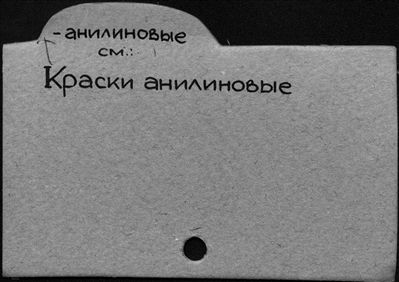 -анилиновые
см.:
Краски анилиновые